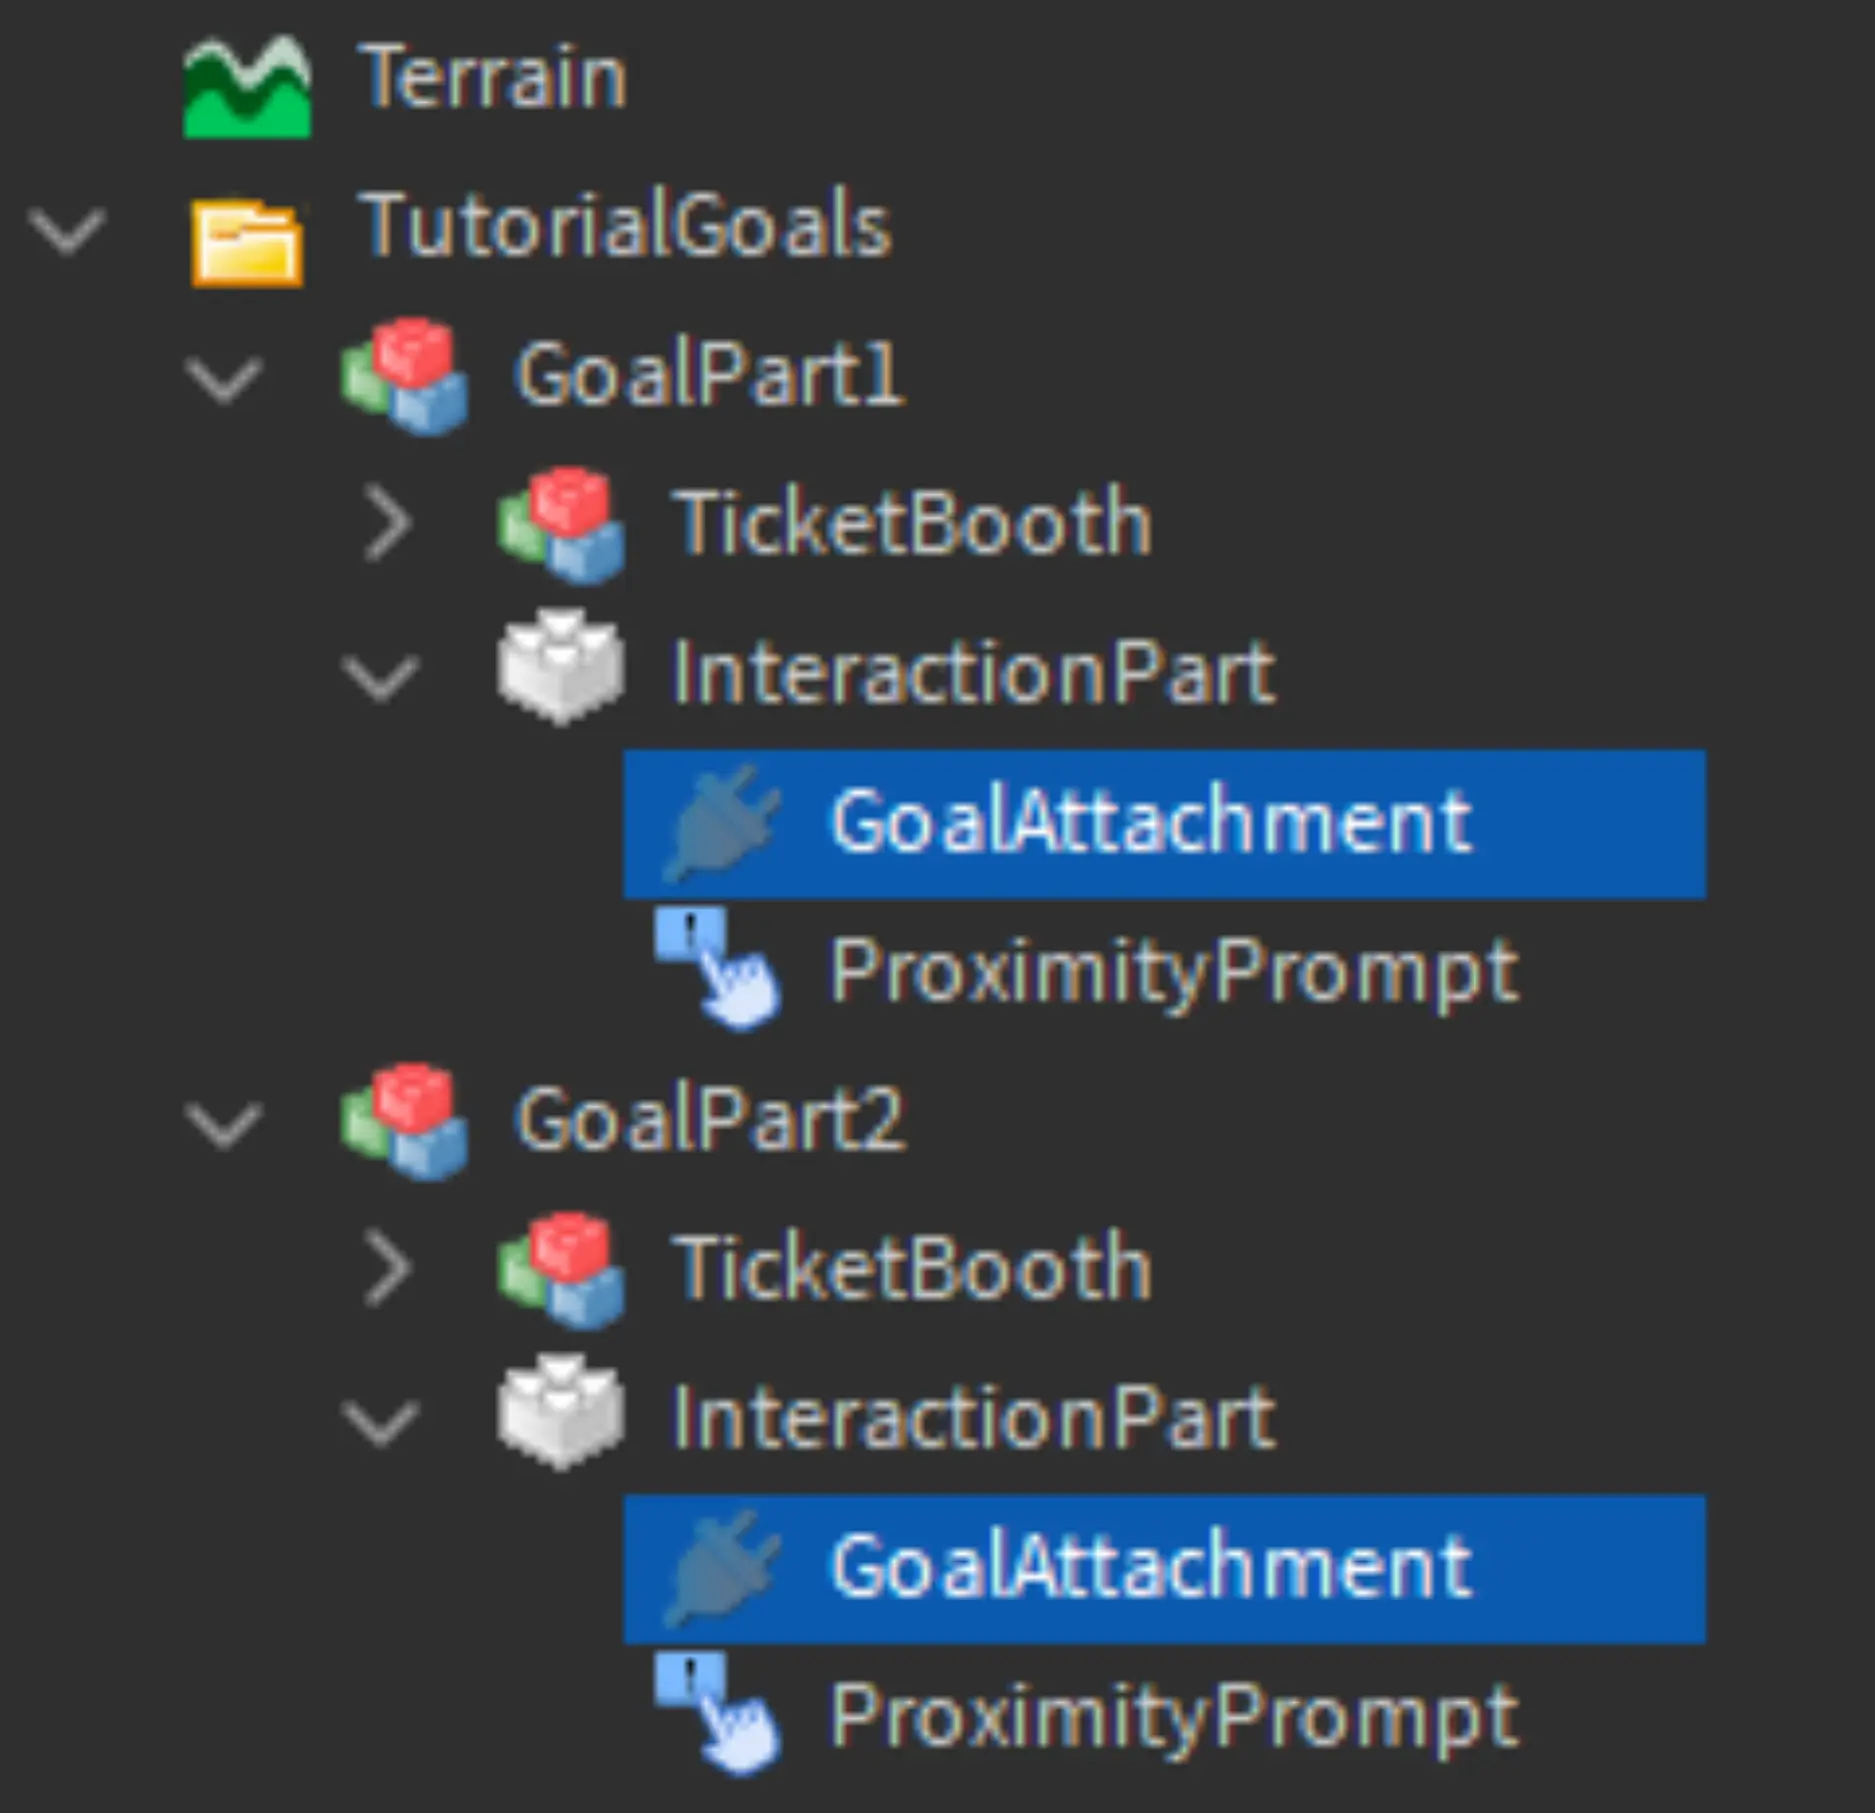 Terrain
TutorialGoals
GoalPart1
TicketBooth
InteractionPart
GoalAttachment
ProximityPrompt
GoalPart2
TicketBooth
InteractionPart
GoalAttachment
ProximityPrompt